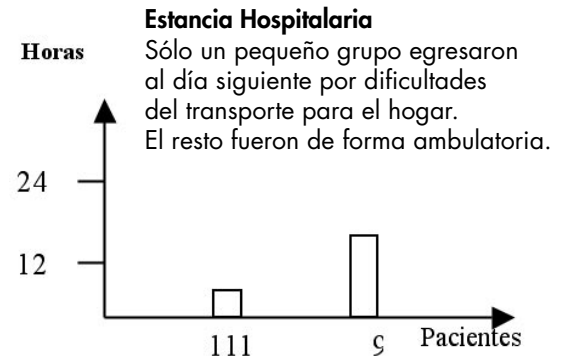 Estancia Hospitalaria
Horas
Sólo un pequeño grupo egresaron
al día siguiente por dificultades
del transporte para el hogar.
El resto fueron de forma ambulatoria.
24
12
111
9
Pacientes